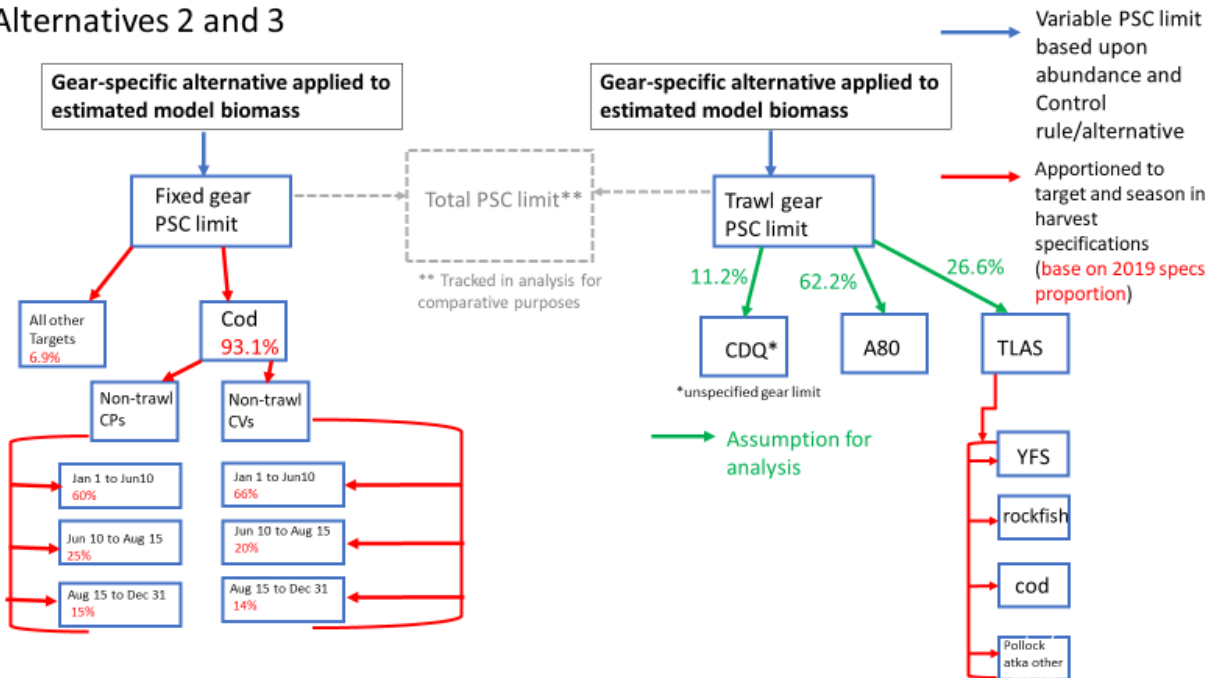 Alternatives 2 and 3
Gear-specific alternative applied to
estimated model biomass
Fixed gear
PSC limit
All other
Targets
6.9%
Cod
93.1%
Non-trawl
CPs
Non-trawl
CVs
Jan 1 to Jun10
60%
Jun 10 to Aug 15
25%
Aug 15 to Dec 31
15%
Jan 1 to Jun10
66%
Jun 10 to Aug 15
20%
Aug 15 to Dec 31
14%
Total PSC limit**
** Tracked in analysis for
comparative purposes
Gear-specific alternative applied to
estimated model biomass
Trawl gear
PSC limit
11.2%
62.2%
26.6%
CDQ*
*unspecified gear limit
A80
TLAS
YFS
rockfish
cod
Pollock
atka other
Variable PSC limit
based upon
abundance and
Control
rule/alternative
Apportioned to
target and season in
harvest
specifications
(base on 2019 specs
proportion)
Assumption for
analysis